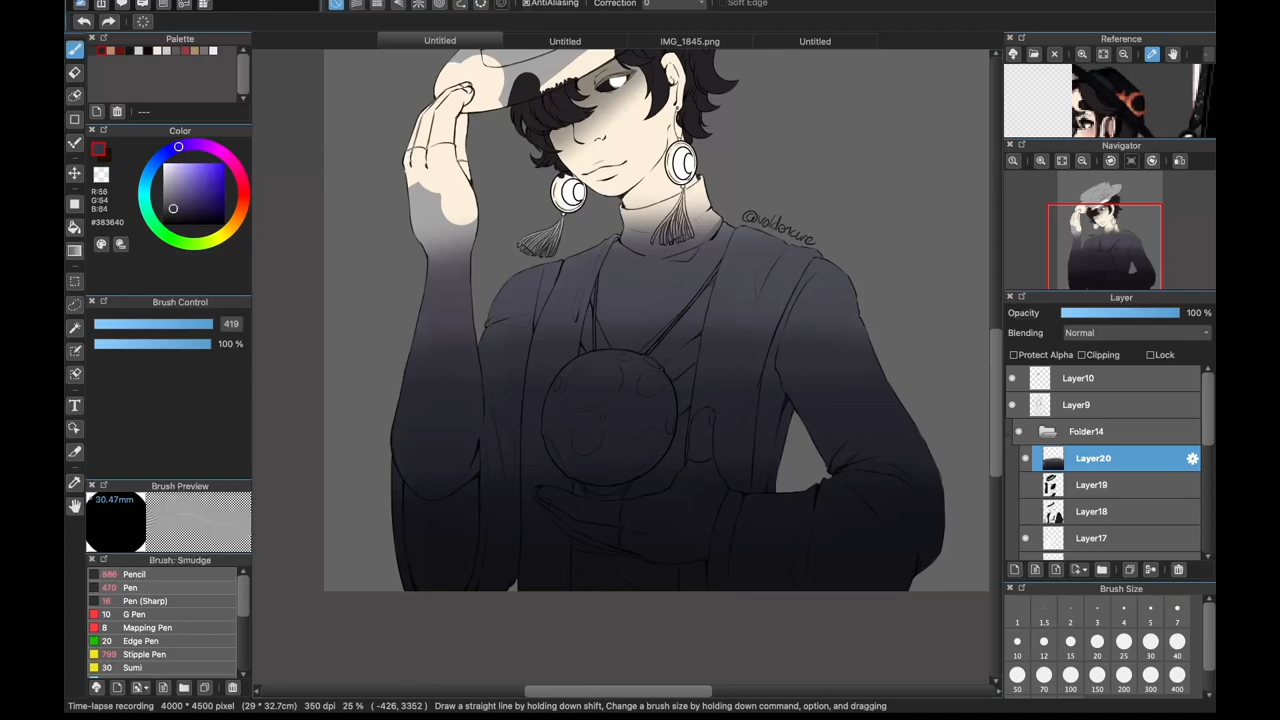 AntiAliasing
Correction
0
Soft Edge
Untitled
Untitled
IMG_1845.png
Untitled
Palette
---
Color
R:56
G:54
B:64
#383640
Brush Control
419
100 %
Brush Preview
30.47mm
Brush: Smudge
886 Pencil
470 Pen
16 Pen (Sharp)
10 G Pen
8 Mapping Pen
20 Edge Pen
799 Stipple Pen
30 Sumi
@valdencure
Reference
Navigator
Layer
Opacity 100 %
Blending Normal
Protect Alpha Clipping Lock
Layer10
Layer9
Folder14
Layer20
Layer19
Layer18
Layer17
Brush Size
1 1.5 2 3 4 5 7
10 12 15 20 25 30 40
50 70 100 150 200 300 400
Time-lapse recording 4000 * 4500 pixel (29 * 32.7cm) 350 dpi 25 % ( -426, 3352 ) Draw a straight line by holding down shift, Change a brush size by holding down command, option, and dragging